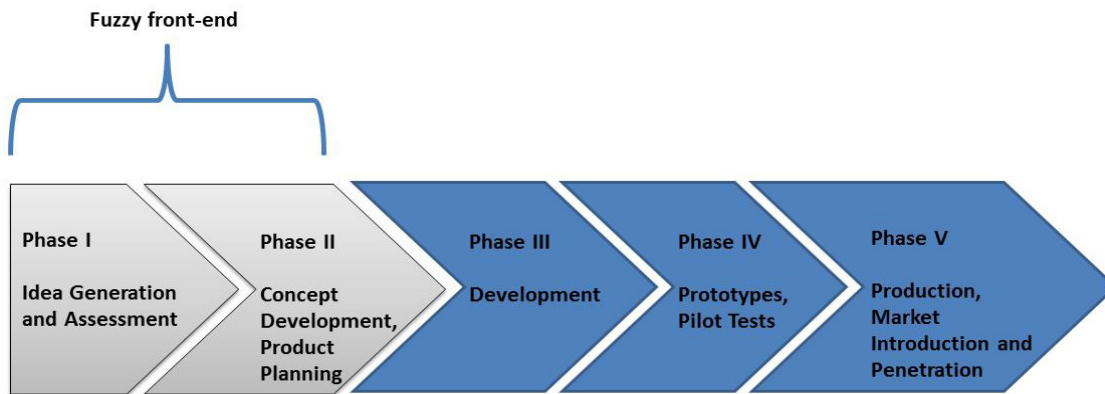 Fuzzy front-end
Phase I
Idea Generation
and Assessment
Phase II
Concept
Development,
Product
Planning
Phase III
Development
Phase IV
Prototypes,
Pilot Tests
Phase V
Production,
Market
Introduction and
Penetration